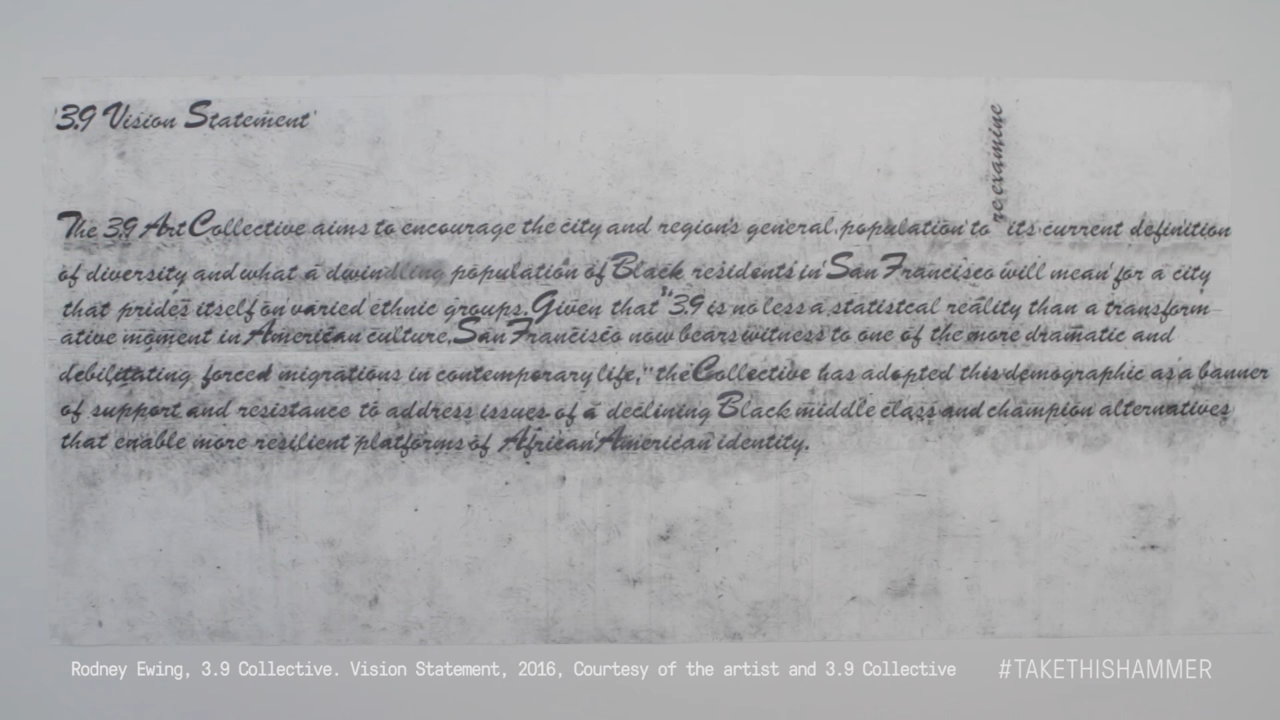 '3.9 Vision Statement'
re examine
The 3.9 Art Collective aims to encourage the city and region's general population to its current definition
of diversity and what a dwindling population of Black residents in San Francisco will mean for a city
that prides itself on varied ethnic groups. Given that "3.9 is no less a statistcal reality than a transform
ative moment in American culture, San Francisco now bears witness to one of the more dramatic and
debilitating forced migrations in contemporary life," the Collective has adopted this demographic as a banner
of support and resistance to address issues of a declining Black middle class and champion alternatives
that enable more resilient platforms of African American identity.
Rodney Ewing, 3.9 Collective. Vision Statement, 2016, Courtesy of the artist and 3.9 Collective
#TAKETHISHAMMER